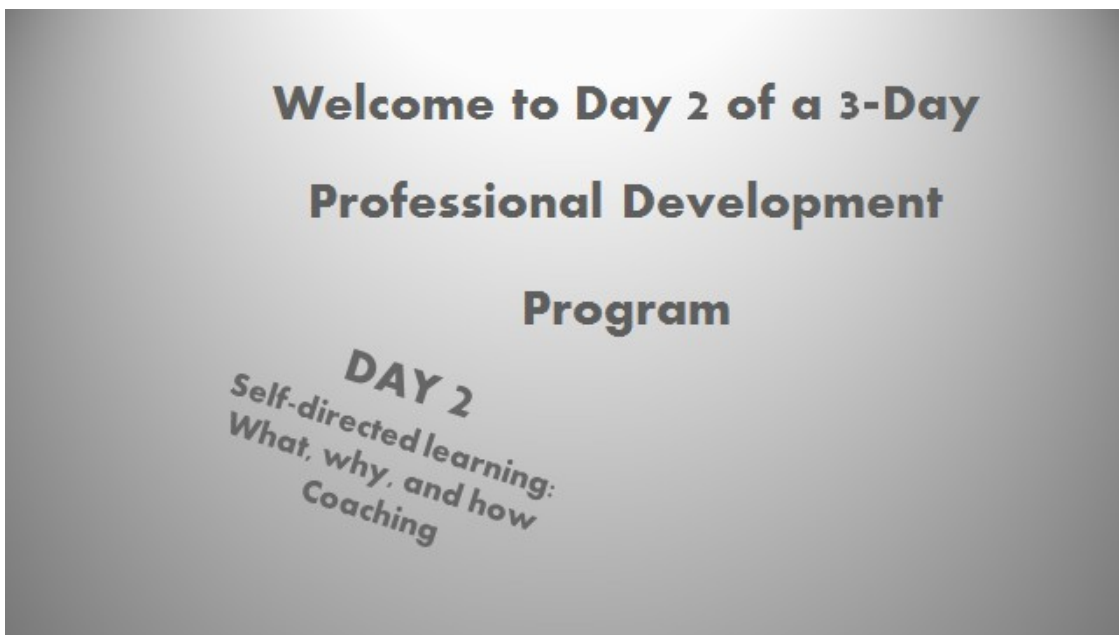 Welcome to Day 2 of a 3-Day
Professional Development
Program
DAY 2
Self-directed learning:
What, why, and how
Coaching